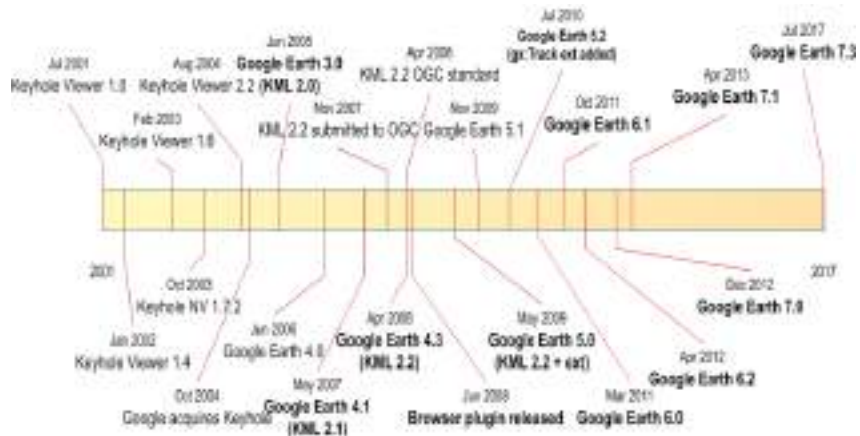 Jul 2001
Keyhole Viewer 1.0
Feb 2003
Keyhole Viewer 1.6
Aug 2004
Keyhole Viewer 2.2
Jun 2005
Google Earth 3.0
(KML 2.0)
Nov 2007
KML 2.2 submitted to OGC
Apr 2008
KML 2.2 OGC standard
Nov 2009
Google Earth 5.1
Jul 2010
Google Earth 5.2
(gx:Track ext added)
Oct 2011
Google Earth 6.1
Apr 2013
Google Earth 7.1
Jul 2017
Google Earth 7.3
2001
2017
Jun 2002
Keyhole Viewer 1.4
Oct 2003
Keyhole NV 1.7.2
Oct 2004
Google acquires Keyhole
Jun 2006
Google Earth 4.0
May 2007
Google Earth 4.1
(KML 2.1)
Apr 2008
Google Earth 4.3
(KML 2.2)
Jun 2008
Browser plugin released
May 2009
Google Earth 5.0
(KML 2.2 + ext)
Mar 2011
Google Earth 6.0
Apr 2012
Google Earth 6.2
Dec 2012
Google Earth 7.0